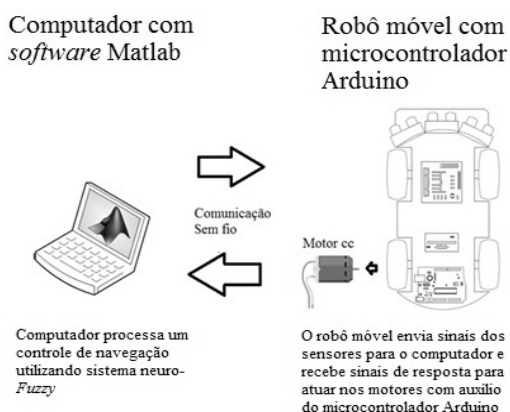 Computador com
software Matlab
Robô móvel com
microcontrolador
Arduino
Comunicação
Sem fio
Motor cc
Computador processa um
controle de navegação
utilizando sistema neuro-
Fuzzy
O robô móvel envia sinais dos
sensores para o computador e
recebe sinais de resposta para
atuar nos motores com auxilio
do microcontrolador Arduino